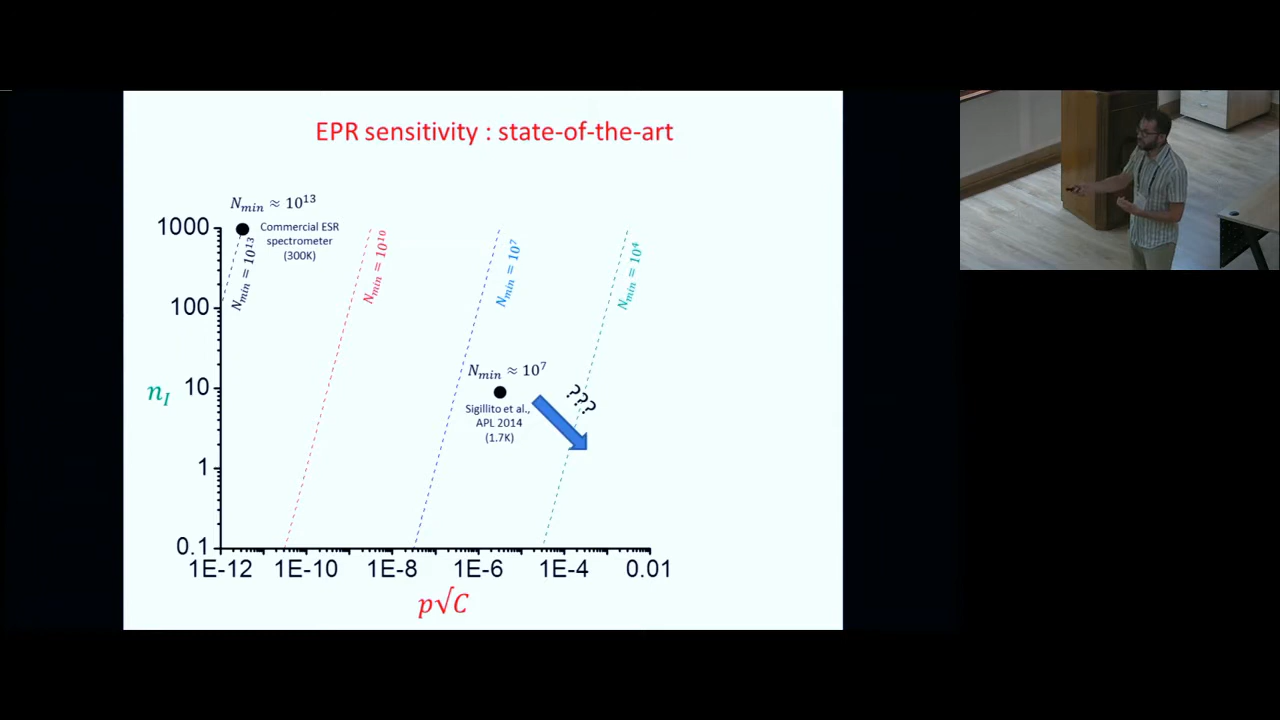 EPR sensitivity : state-of-the-art
N_min ≈ 10^13
Commercial ESR
spectrometer
(300K)
N_min = 10^13
N_min = 10^10
N_min = 10^7
N_min = 10^4
1000
100
10
1
0.1
n_I
N_min ≈ 10^7
Sigillito et al.,
APL 2014
(1.7K)
???
1E-12
1E-10
1E-8
1E-6
1E-4
0.01
p√C